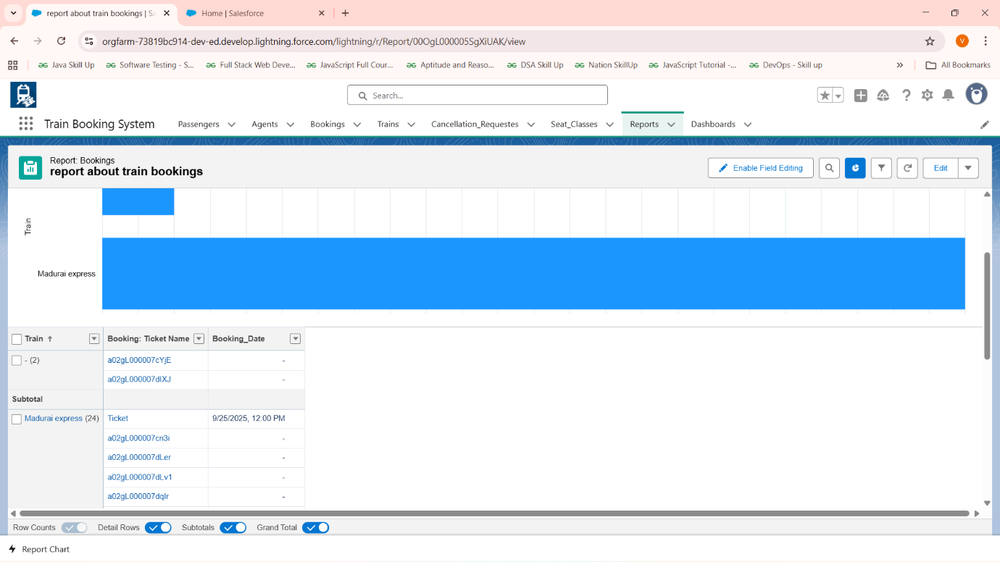 report about train bookings | Sa
Home | Salesforce
orgfarm-73819bc914-dev-ed.develop.lightning.force.com/lightning/r/Report/00OgL000005SgXiUAK/view
V
Java Skill Up
Software Testing - S...
Full Stack Web Deve...
JavaScript Full Cour...
Aptitude and Reaso...
DSA Skill Up
Nation SkillUp
JavaScript Tutorial -...
DevOps - Skill up
All Bookmarks
Search...
Train Booking System
Passengers
Agents
Bookings
Trains
Cancellation_Requestes
Seat_Classes
Reports
Dashboards
Report: Bookings
report about train bookings
Enable Field Editing
Edit
Train
Madurai express
Train ↑
Booking: Ticket Name
Booking_Date
- (2)
a02gL000007cYjE
-
a02gL000007dIXJ
-
Subtotal
Madurai express (24)
Ticket
9/25/2025, 12:00 PM
a02gL000007cn3i
-
a02gL000007dLer
-
a02gL000007dLv1
-
a02gL000007dqIr
-
Row Counts
Detail Rows
Subtotals
Grand Total
Report Chart